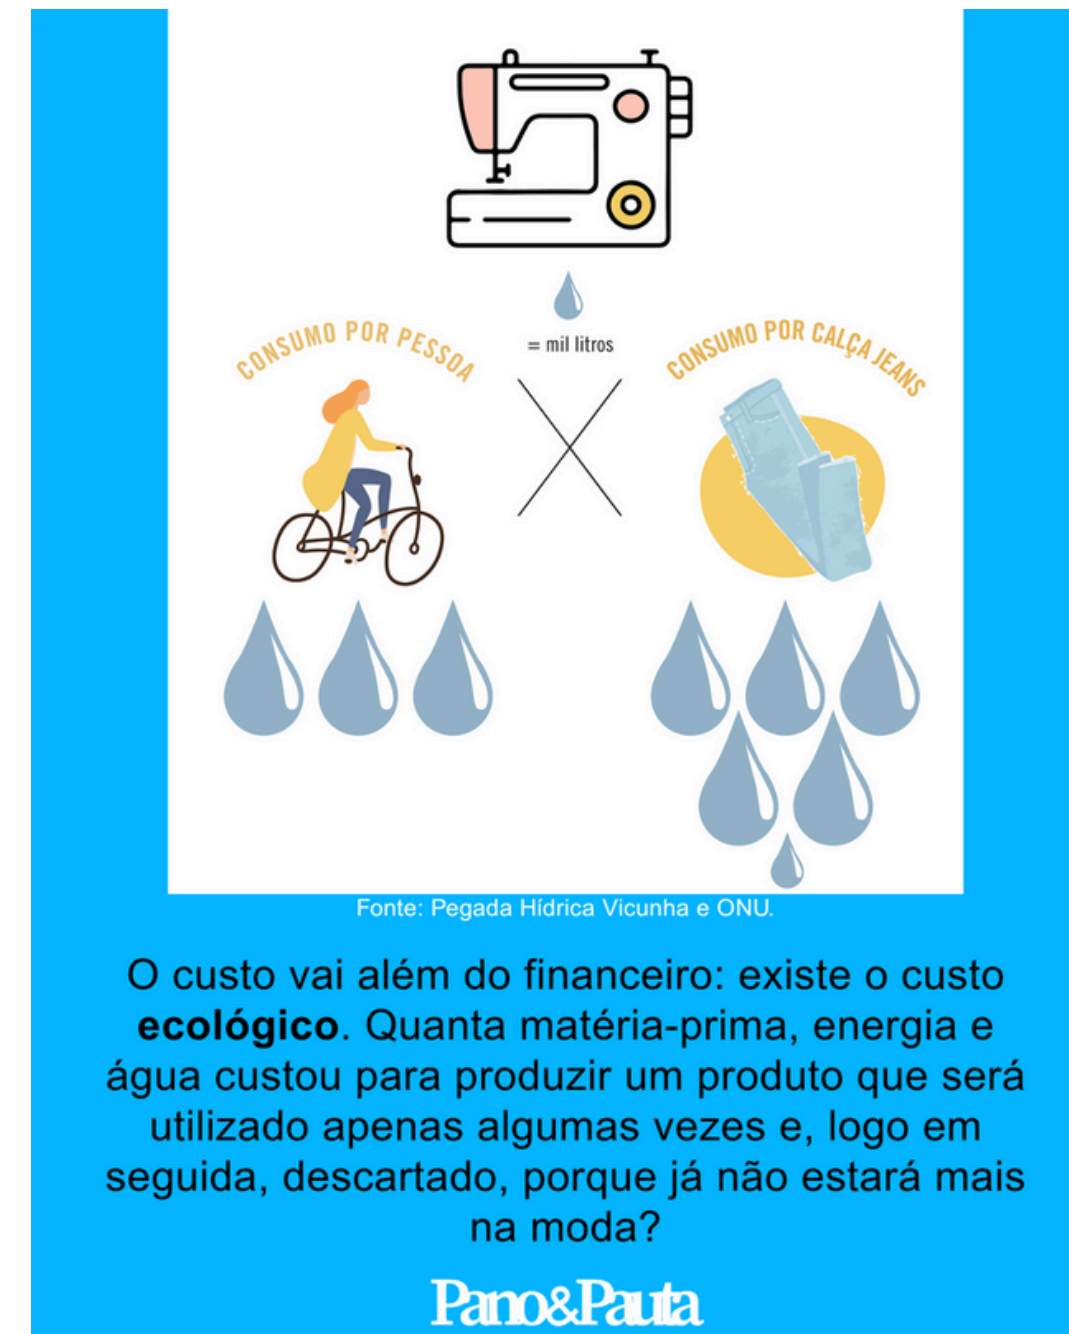 = mil litros
CONSUMO POR PESSOA
CONSUMO POR CALÇA JEANS
Fonte: Pegada Hídrica Vicunha e ONU.
O custo vai além do financeiro: existe o custo
ecológico. Quanta matéria-prima, energia e
água custou para produzir um produto que será
utilizado apenas algumas vezes e, logo em
seguida, descartado, porque já não estará mais
na moda?
Pano&Pauta